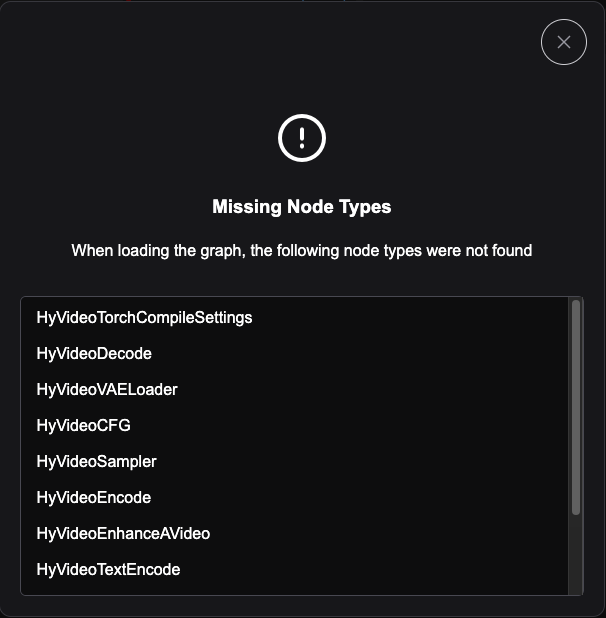 Missing Node Types
When loading the graph, the following node types were not found
HyVideoTorchCompileSettings
HyVideoDecode
HyVideoVAELoader
HyVideoCFG
HyVideoSampler
HyVideoEncode
HyVideoEnhanceAVideo
HyVideoTextEncode